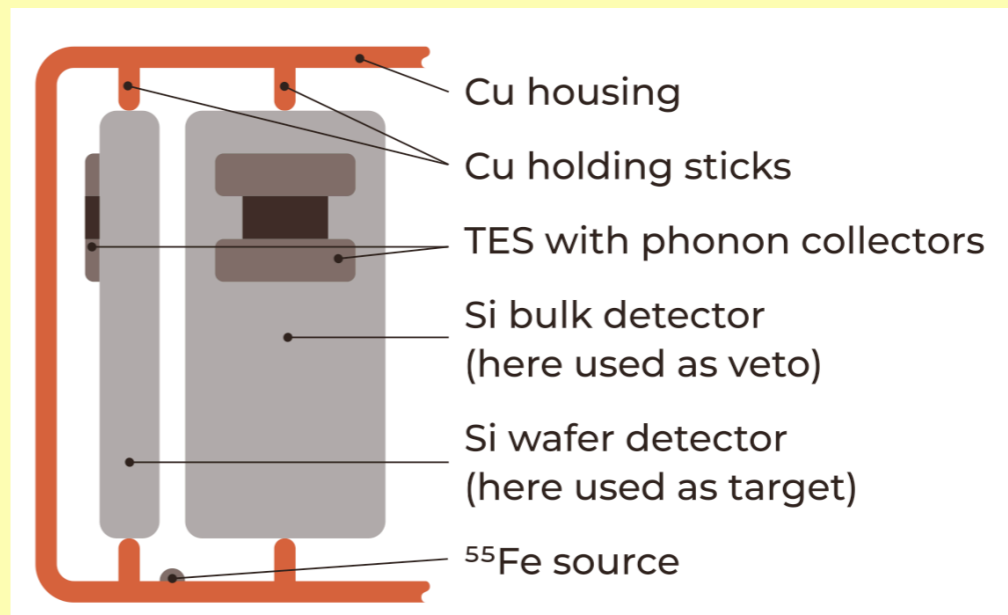 Cu housing
Cu holding sticks
TES with phonon collectors
Si bulk detector
(here used as veto)
Si wafer detector
(here used as target)
⁵⁵Fe source